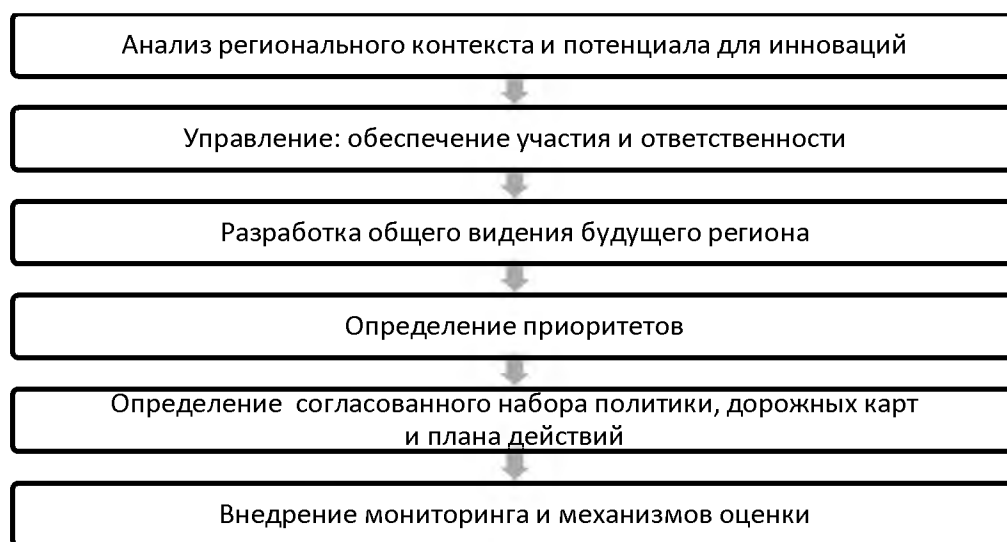 Анализ регионального контекста и потенциала для инноваций
Управление: обеспечение участия и ответственности
Разработка общего видения будущего региона
Определение приоритетов
Определение согласованного набора политики, дорожных карт
и плана действий
Внедрение мониторинга и механизмов оценки